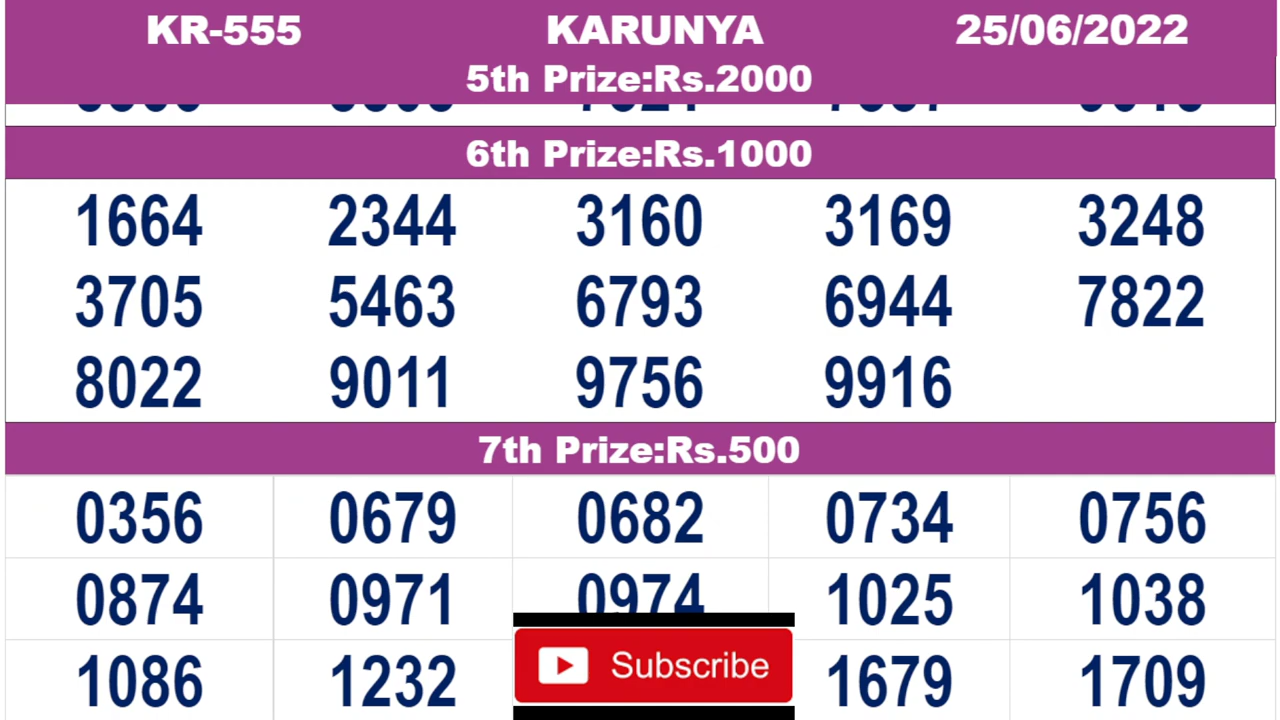 KR-555 KARUNYA 25/06/2022
5th Prize:Rs.2000
6th Prize:Rs.1000
1664 2344 3160 3169 3248
3705 5463 6793 6944 7822
8022 9011 9756 9916
7th Prize:Rs.500
0356 0679 0682 0734 0756
0874 0971 0974 1025 1038
1086 1232 Subscribe 1679 1709